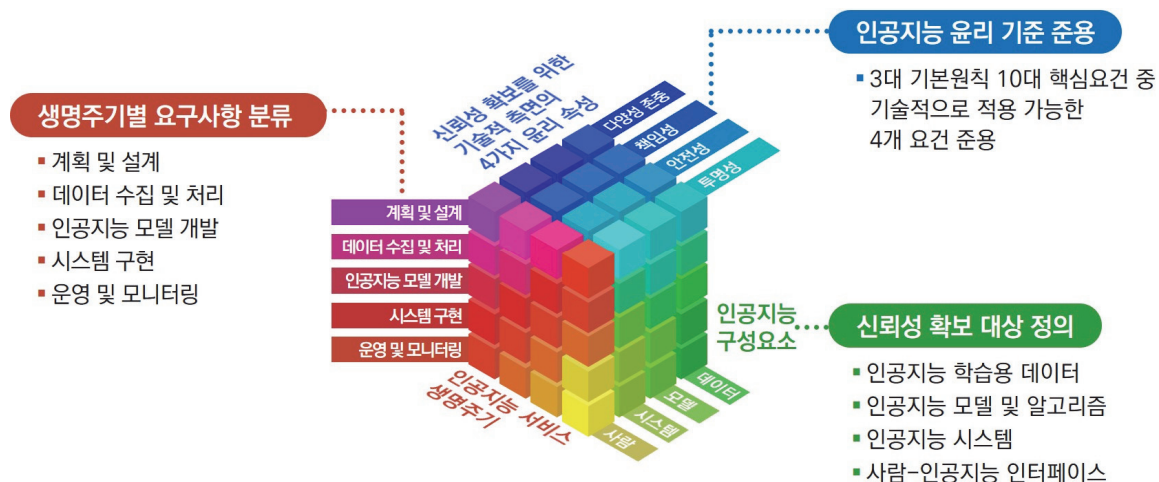 생명주기별 요구사항 분류
▪ 계획 및 설계
▪ 데이터 수집 및 처리
▪ 인공지능 모델 개발
▪ 시스템 구현
▪ 운영 및 모니터링
신뢰성 확보를 위한
기술적 측면의
4가지 윤리 속성
다양성 존중
책임성
안전성
투명성
계획 및 설계
데이터 수집 및 처리
인공지능 모델 개발
시스템 구현
운영 및 모니터링
인공지능 서비스
생명주기
사람
시스템
모델
데이터
인공지능
구성요소
인공지능 윤리 기준 준용
▪ 3대 기본원칙 10대 핵심요건 중
기술적으로 적용 가능한
4개 요건 준용
신뢰성 확보 대상 정의
▪ 인공지능 학습용 데이터
▪ 인공지능 모델 및 알고리즘
▪ 인공지능 시스템
▪ 사람-인공지능 인터페이스